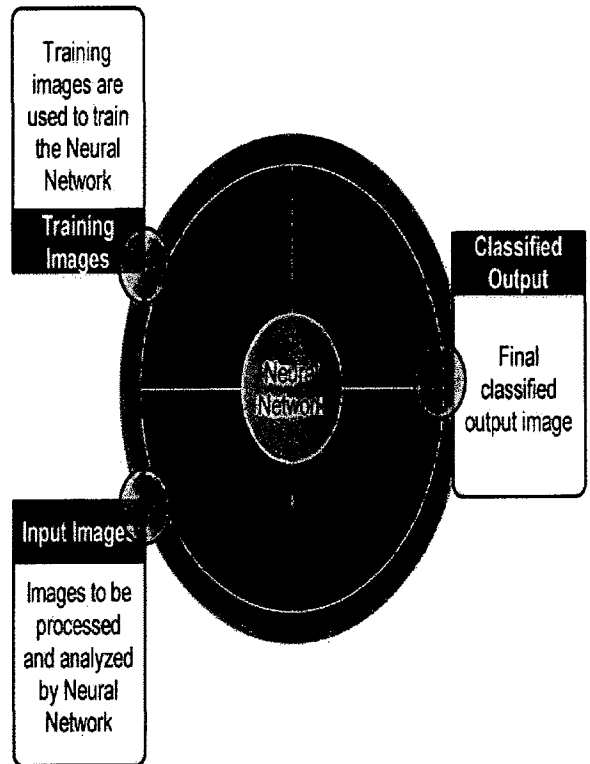 Training
images are
used to train
the Neural
Network
Training
Images
Classified
Output
Final
classified
output image
Neural
Network
Input Images
Images to be
processed
and analyzed
by Neural
Network